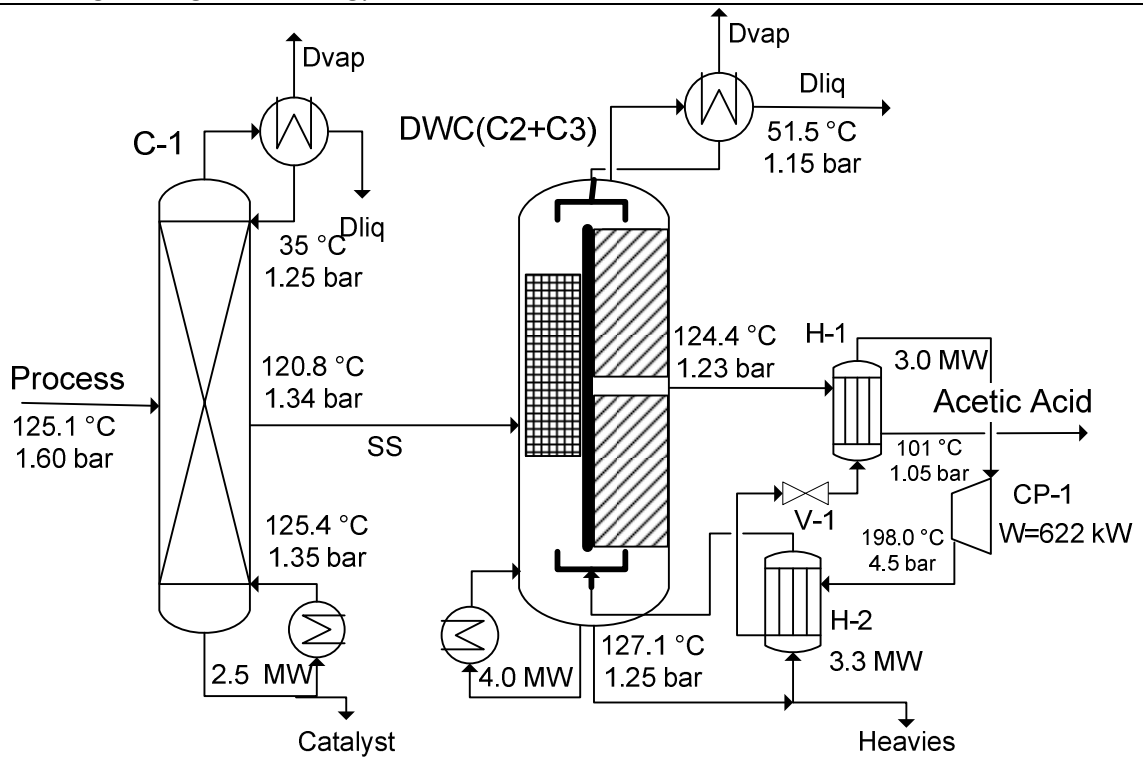 Dvap
Dliq
C-1
35 °C
1.25 bar
Process
125.1 °C
1.60 bar
120.8 °C
1.34 bar
SS
125.4 °C
1.35 bar
2.5 MW
Catalyst
Dvap
Dliq
51.5 °C
1.15 bar
DWC(C2+C3)
124.4 °C
1.23 bar
H-1
3.0 MW
Acetic Acid
101 °C
1.05 bar
V-1
CP-1
W=622 kW
198.0 °C
4.5 bar
H-2
3.3 MW
127.1 °C
1.25 bar
4.0 MW
Heavies